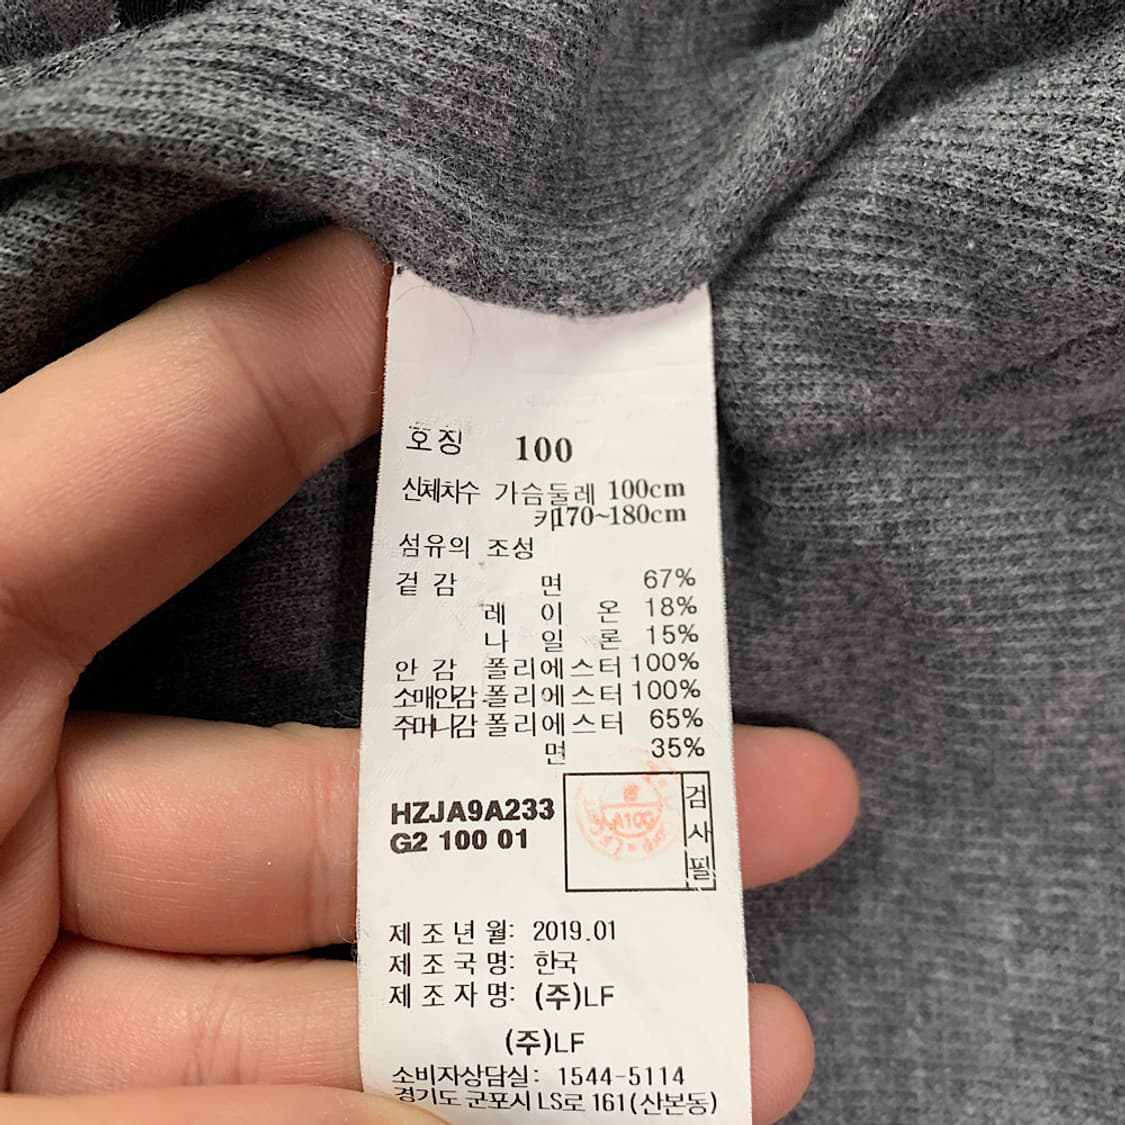 호칭 100
신체치수 가슴둘레 100cm
키170~180cm
섬유의 조성
겉 감 면 67%
레 이 온 18%
나 일 론 15%
안 감 폴리에스터 100%
소매안감 폴리에스터 100%
주머니감 폴리에스터 65%
면 35%
HZJA9A233
G2 100 01
검사필
A100
제 조 년 월: 2019.01
제 조 국 명: 한국
제 조 자 명: (주)LF
(주)LF
소비자상담실: 1544-5114
경기도 군포시 LS로 161(산본동)